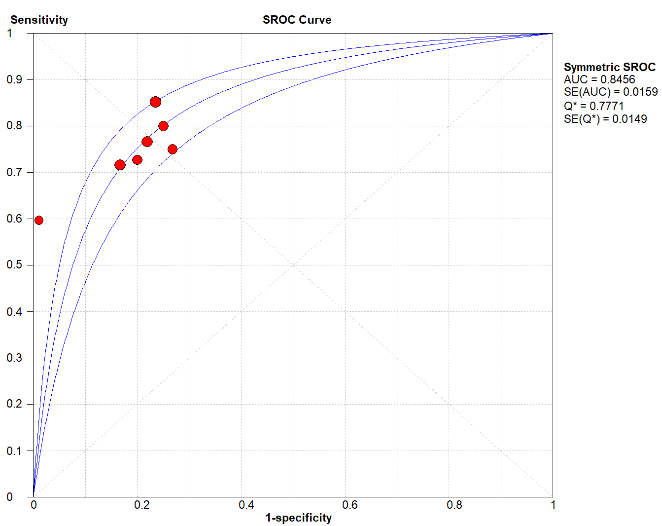 Sensitivity
SROC Curve
1
0.9
0.8
0.7
0.6
0.5
0.4
0.3
0.2
0.1
0
0
0.2
0.4
0.6
0.8
1
1-specificity
Symmetric SROC
AUC = 0.8456
SE(AUC) = 0.0159
Q* = 0.7771
SE(Q*) = 0.0149